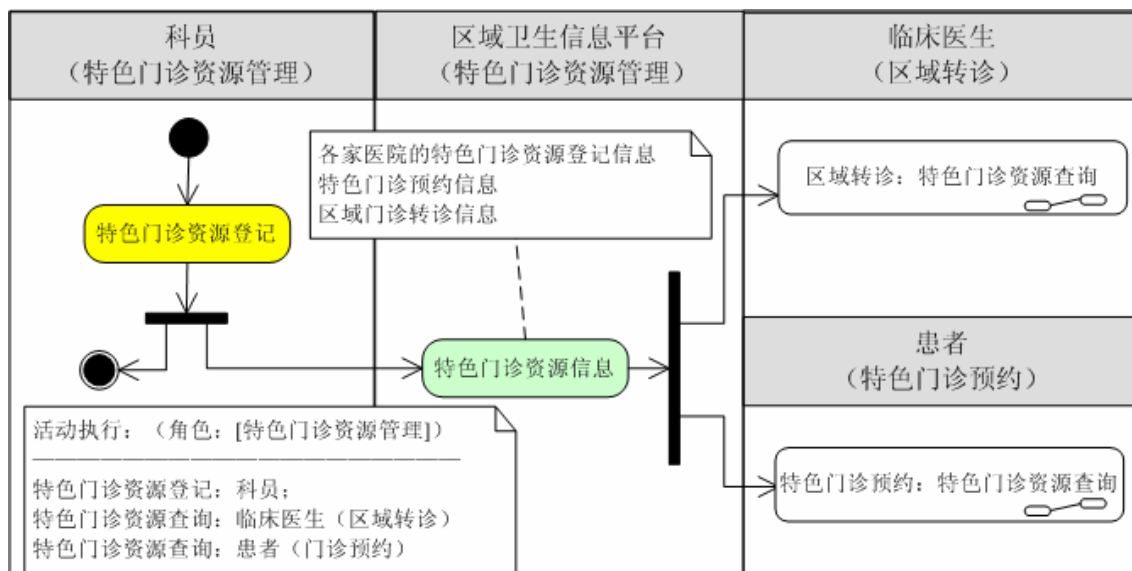 科员
（特色门诊资源管理）
区域卫生信息平台
（特色门诊资源管理）
临床医生
（区域转诊）
各家医院的特色门诊资源登记信息
特色门诊预约信息
区域门诊转诊信息
区域转诊：特色门诊资源查询
特色门诊资源登记
特色门诊资源信息
患者
（特色门诊预约）
活动执行：（角色：[特色门诊资源管理]）
特色门诊资源登记：科员；
特色门诊资源查询：临床医生（区域转诊）
特色门诊资源查询：患者（门诊预约）
特色门诊预约：特色门诊资源查询